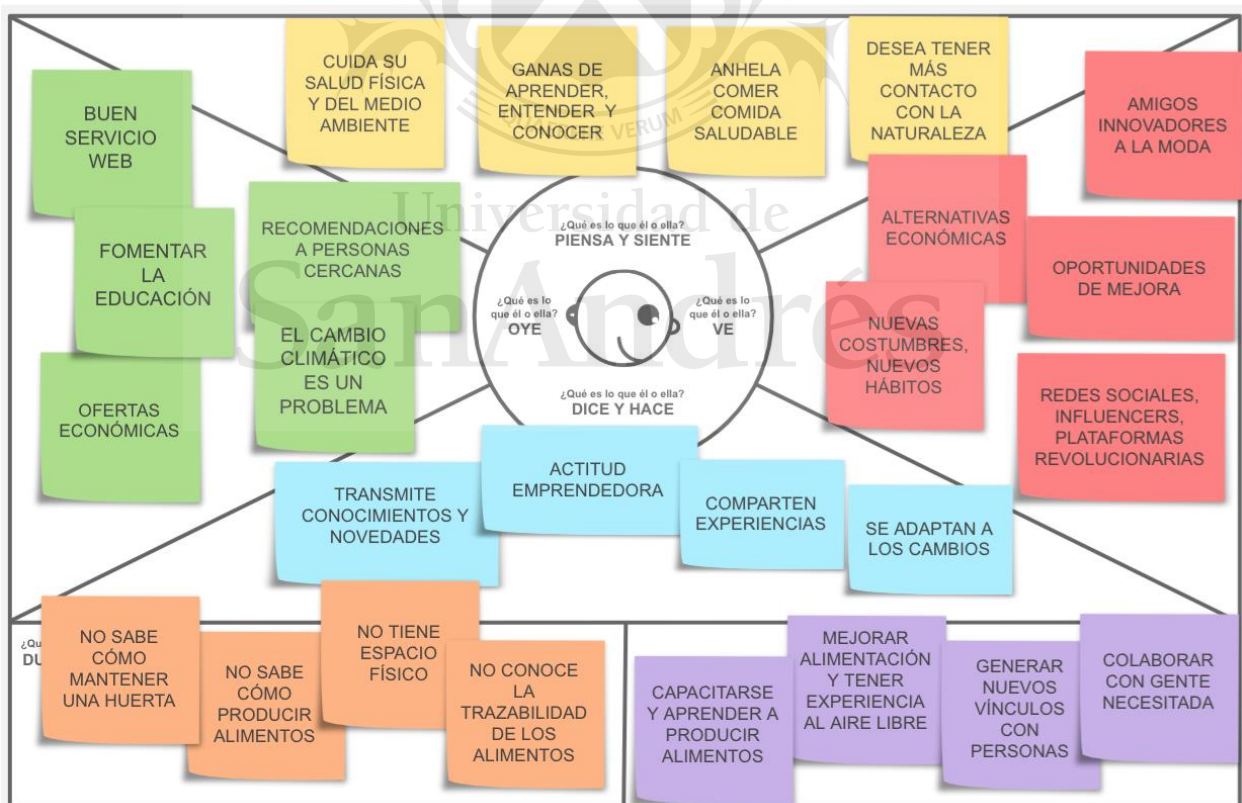 CUIDA SU
SALUD FÍSICA
Y DEL MEDIO
AMBIENTE
GANAS DE
APRENDER,
ENTENDER Y
CONOCER
ANHELA
COMER
COMIDA
SALUDABLE
DESEA TENER
MÁS
CONTACTO
CON LA
NATURALEZA
BUEN
SERVICIO
WEB
FOMENTAR
LA
EDUCACIÓN
OFERTAS
ECONÓMICAS
RECOMENDACIONES
A PERSONAS
CERCANAS
EL CAMBIO
CLIMÁTICO
ES UN
PROBLEMA
¿Qué es lo que él o ella?
PIENSA Y SIENTE
¿Qué es lo
que él o ella?
OYE
¿Qué es lo
que él o ella?
VE
¿Qué es lo que él o ella?
DICE Y HACE
AMIGOS
INNOVADORES
A LA MODA
ALTERNATIVAS
ECONÓMICAS
OPORTUNIDADES
DE MEJORA
NUEVAS
COSTUMBRES,
NUEVOS
HÁBITOS
REDES SOCIALES,
INFLUENCERS,
PLATAFORMAS
REVOLUCIONARIAS
TRANSMITE
CONOCIMIENTOS Y
NOVEDADES
ACTITUD
EMPRENDEDORA
COMPARTEN
EXPERIENCIAS
SE ADAPTAN A
LOS CAMBIOS
NO SABE
CÓMO
MANTENER
UNA HUERTA
NO SABE
CÓMO
PRODUCIR
ALIMENTOS
NO TIENE
ESPACIO
FÍSICO
NO CONOCE
LA
TRAZABILIDAD
DE LOS
ALIMENTOS
CAPACITARSE
Y APRENDER A
PRODUCIR
ALIMENTOS
MEJORAR
ALIMENTACIÓN
Y TENER
EXPERIENCIA
AL AIRE LIBRE
GENERAR
NUEVOS
VÍNCULOS
CON
PERSONAS
COLABORAR
CON GENTE
NECESITADA
Universidad de
SanAndrés
VERUM